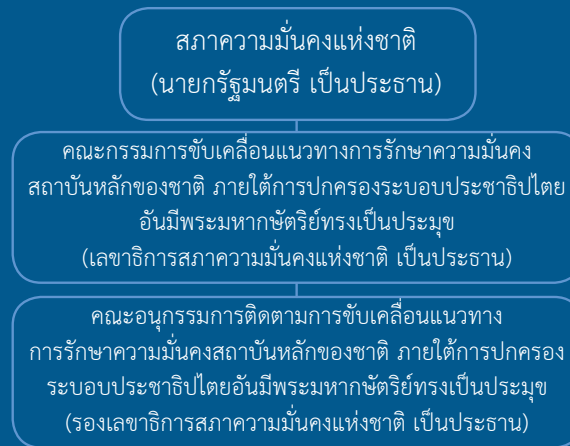 สภาความมั่นคงแห่งชาติ
(นายกรัฐมนตรี เป็นประธาน)
คณะกรรมการขับเคลื่อนแนวทางการรักษาความมั่นคง
สถาบันหลักของชาติ ภายใต้การปกครองระบอบประชาธิปไตย
อันมีพระมหากษัตริย์ทรงเป็นประมุข
(เลขาธิการสภาความมั่นคงแห่งชาติ เป็นประธาน)
คณะอนุกรรมการติดตามการขับเคลื่อนแนวทาง
การรักษาความมั่นคงสถาบันหลักของชาติ ภายใต้การปกครอง
ระบอบประชาธิปไตยอันมีพระมหากษัตริย์ทรงเป็นประมุข
(รองเลขาธิการสภาความมั่นคงแห่งชาติ เป็นประธาน)